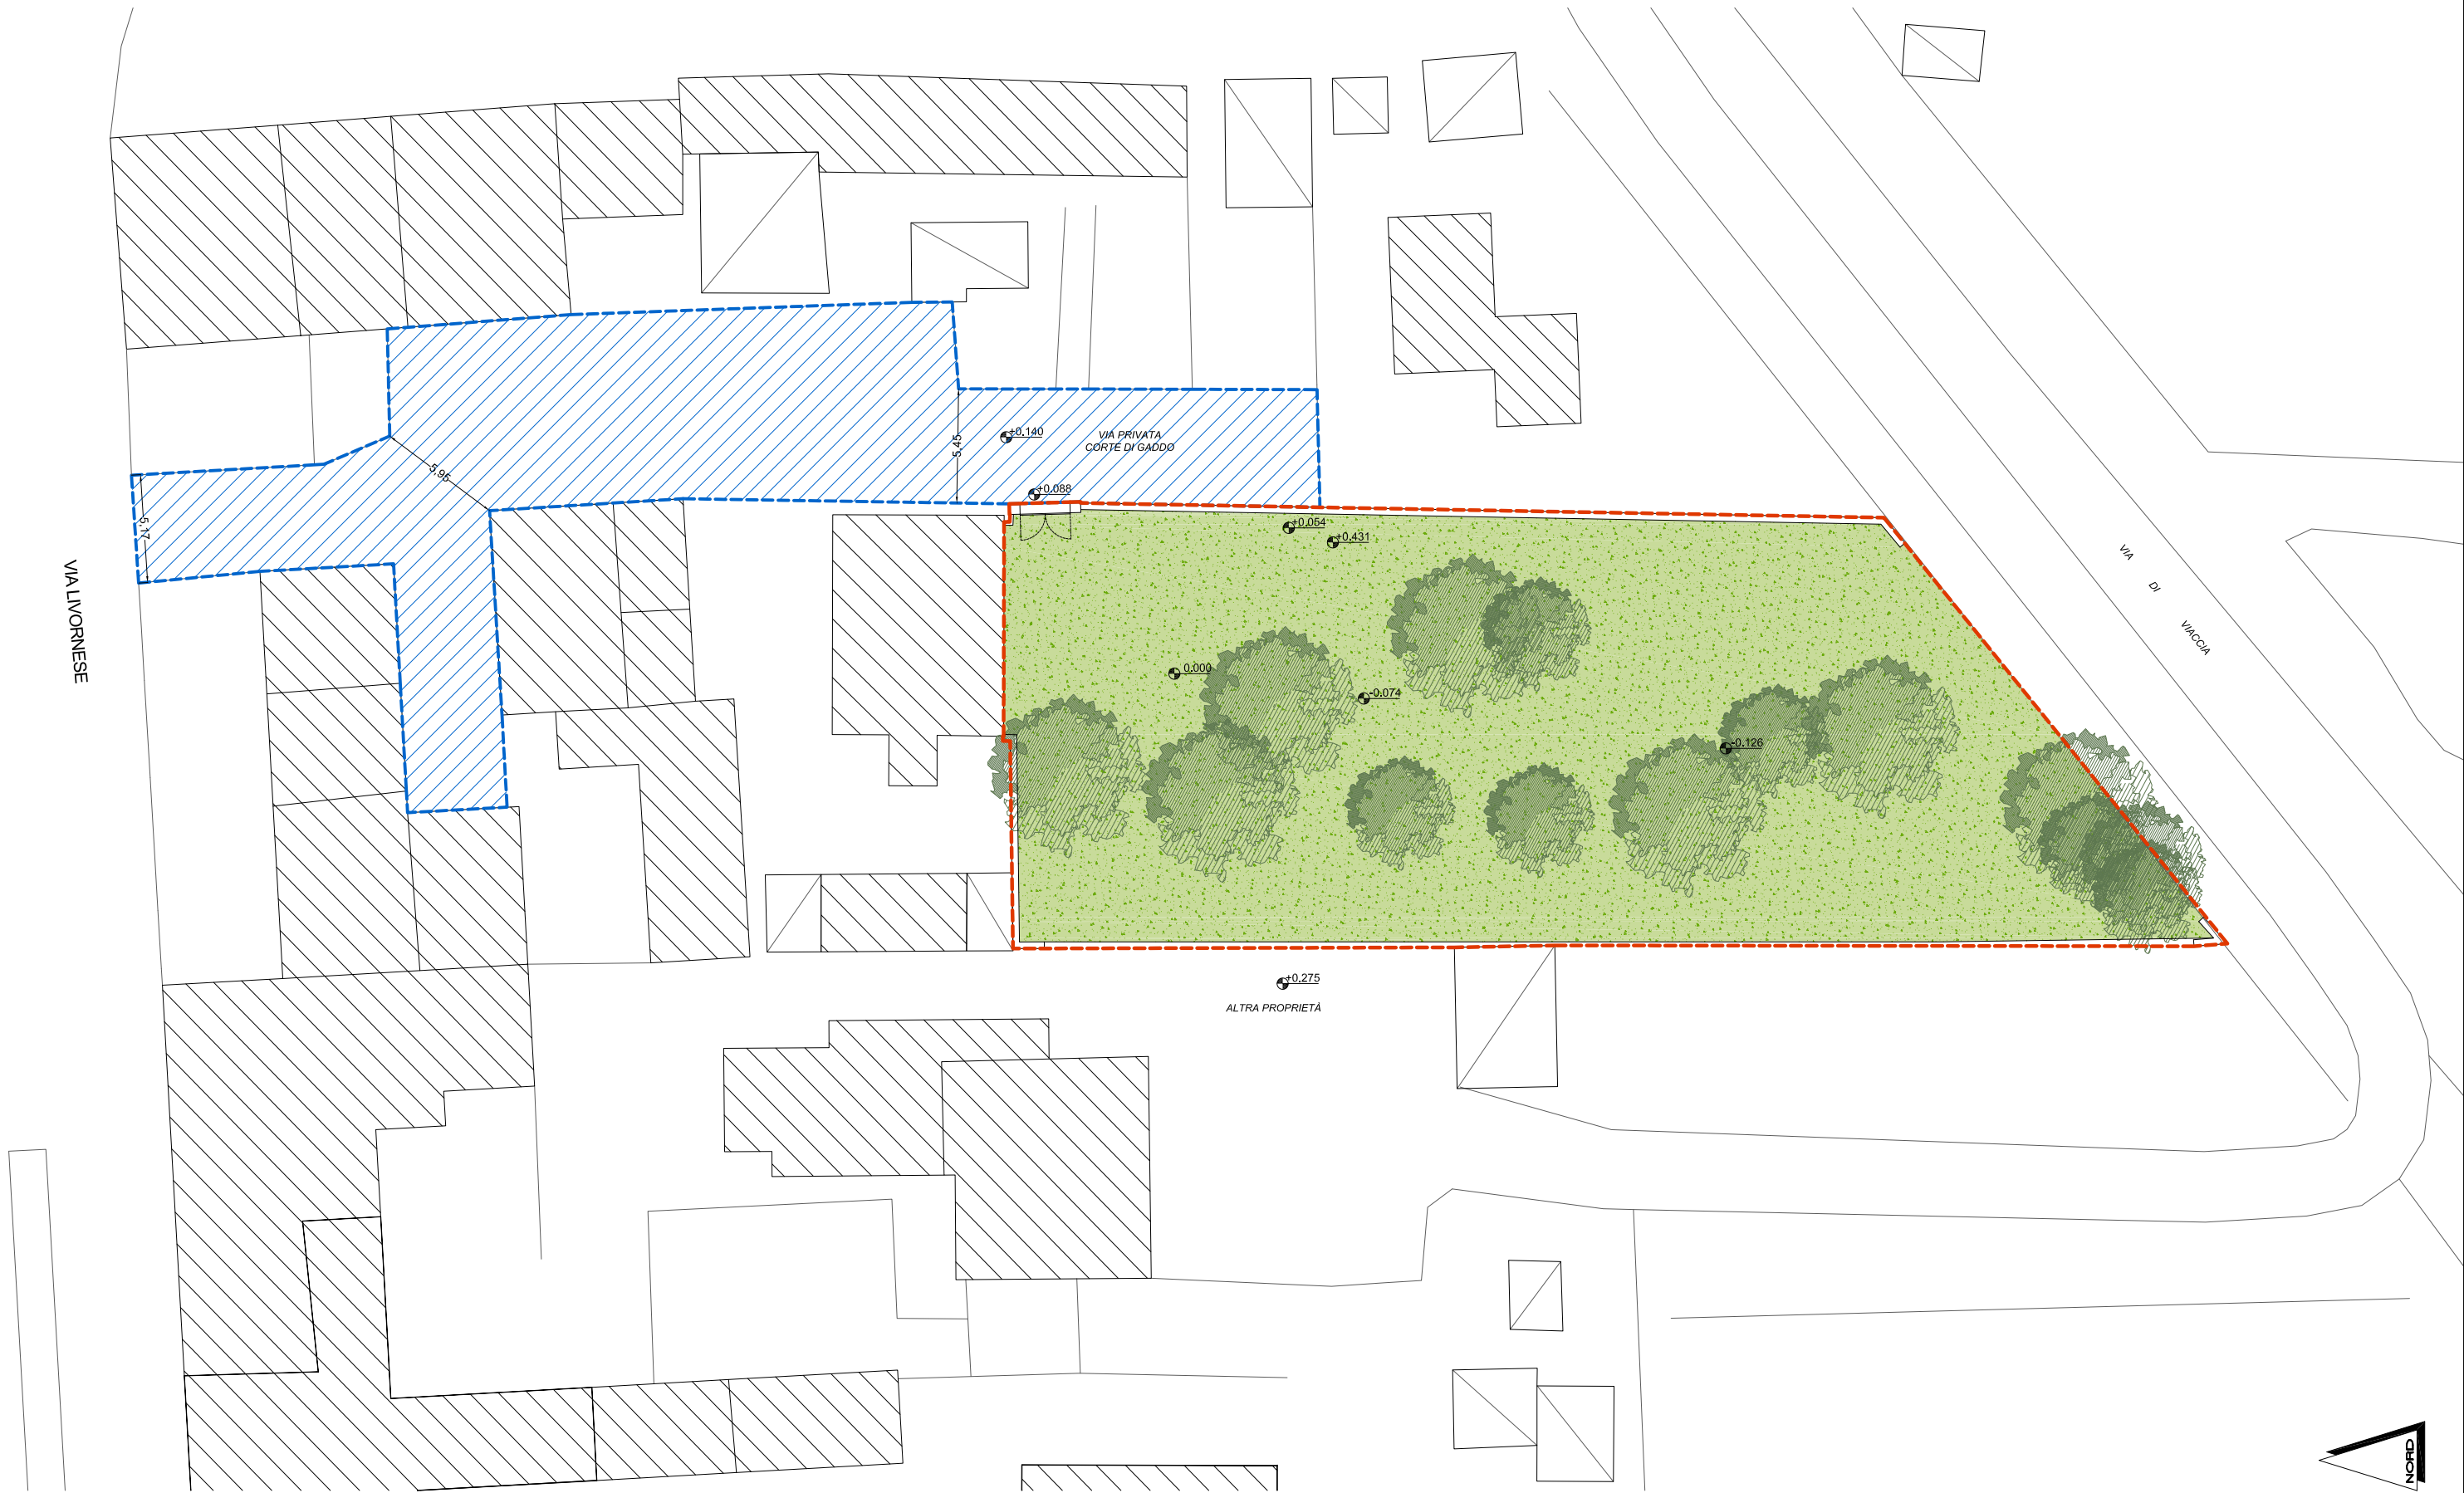 +0.140
VIA PRIVATA
CORTE DI GADDO
5,45
5,95
+0.088
5,17
+0.054
+0.431
VIA LIVORNESE
VIA
DI
VIACCIA
0.000
-0.074
-0.126
+0.275
ALTRA PROPRIETÀ
NORD